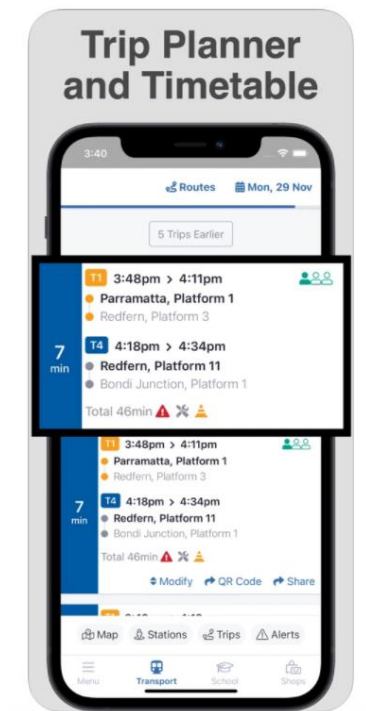 Trip Planner
and Timetable
3:40
Routes Mon, 29 Nov
5 Trips Earlier
T1 3:48pm > 4:11pm
Parramatta, Platform 1
Redfern, Platform 3
7
min
T4 4:18pm > 4:34pm
Redfern, Platform 11
Bondi Junction, Platform 1
Total 46min
T1 3:48pm > 4:11pm
Parramatta, Platform 1
Redfern, Platform 3
7
min
T4 4:18pm > 4:34pm
Redfern, Platform 11
Bondi Junction, Platform 1
Total 46min
Modify QR Code Share
Map Stations Trips Alerts
Menu Transport School Shops